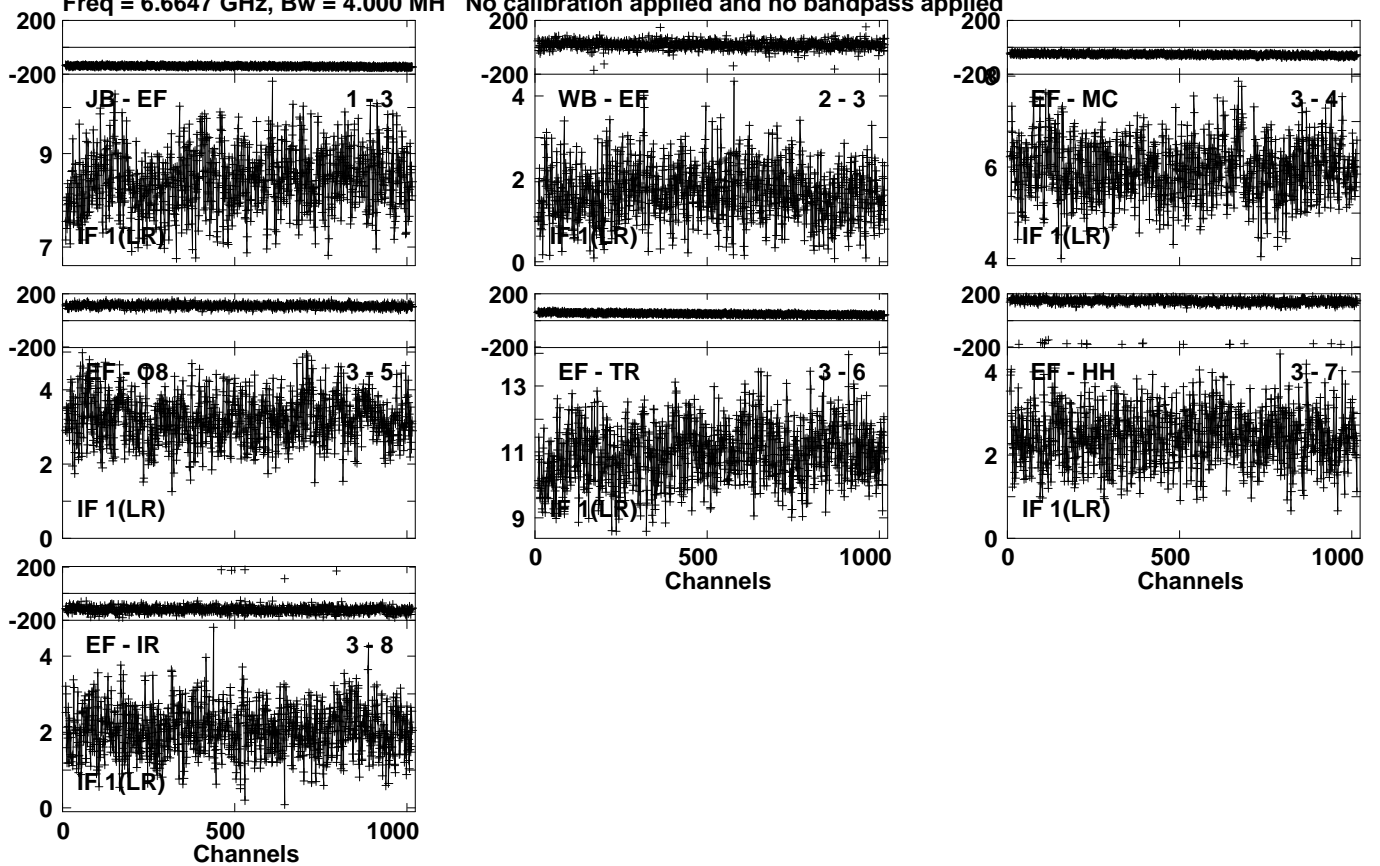 Freq = 6.6647 GHz, Bw = 4.000 MH No calibration applied and no bandpass applied
200 200 200
-200 -200 -200
JB - EF 1 - 3 WB - EF 2 - 3 EF - MC 3 - 4
4 8
9
2 6
7
IF 1(LR) IF 1(LR) IF 1(LR)
0 4
200 200 200
-200 -200 -200
EF - O8 3 - 5 EF - TR 3 - 6 EF - HH 3 - 7
4 13 4
11
2 2
IF 1(LR) IF 1(LR) IF 1(LR)
9
0 0
0 500 1000 0 500 1000
Channels Channels
200
-200
EF - IR 3 - 8
4
2
IF 1(LR)
0
0 500 1000
Channels